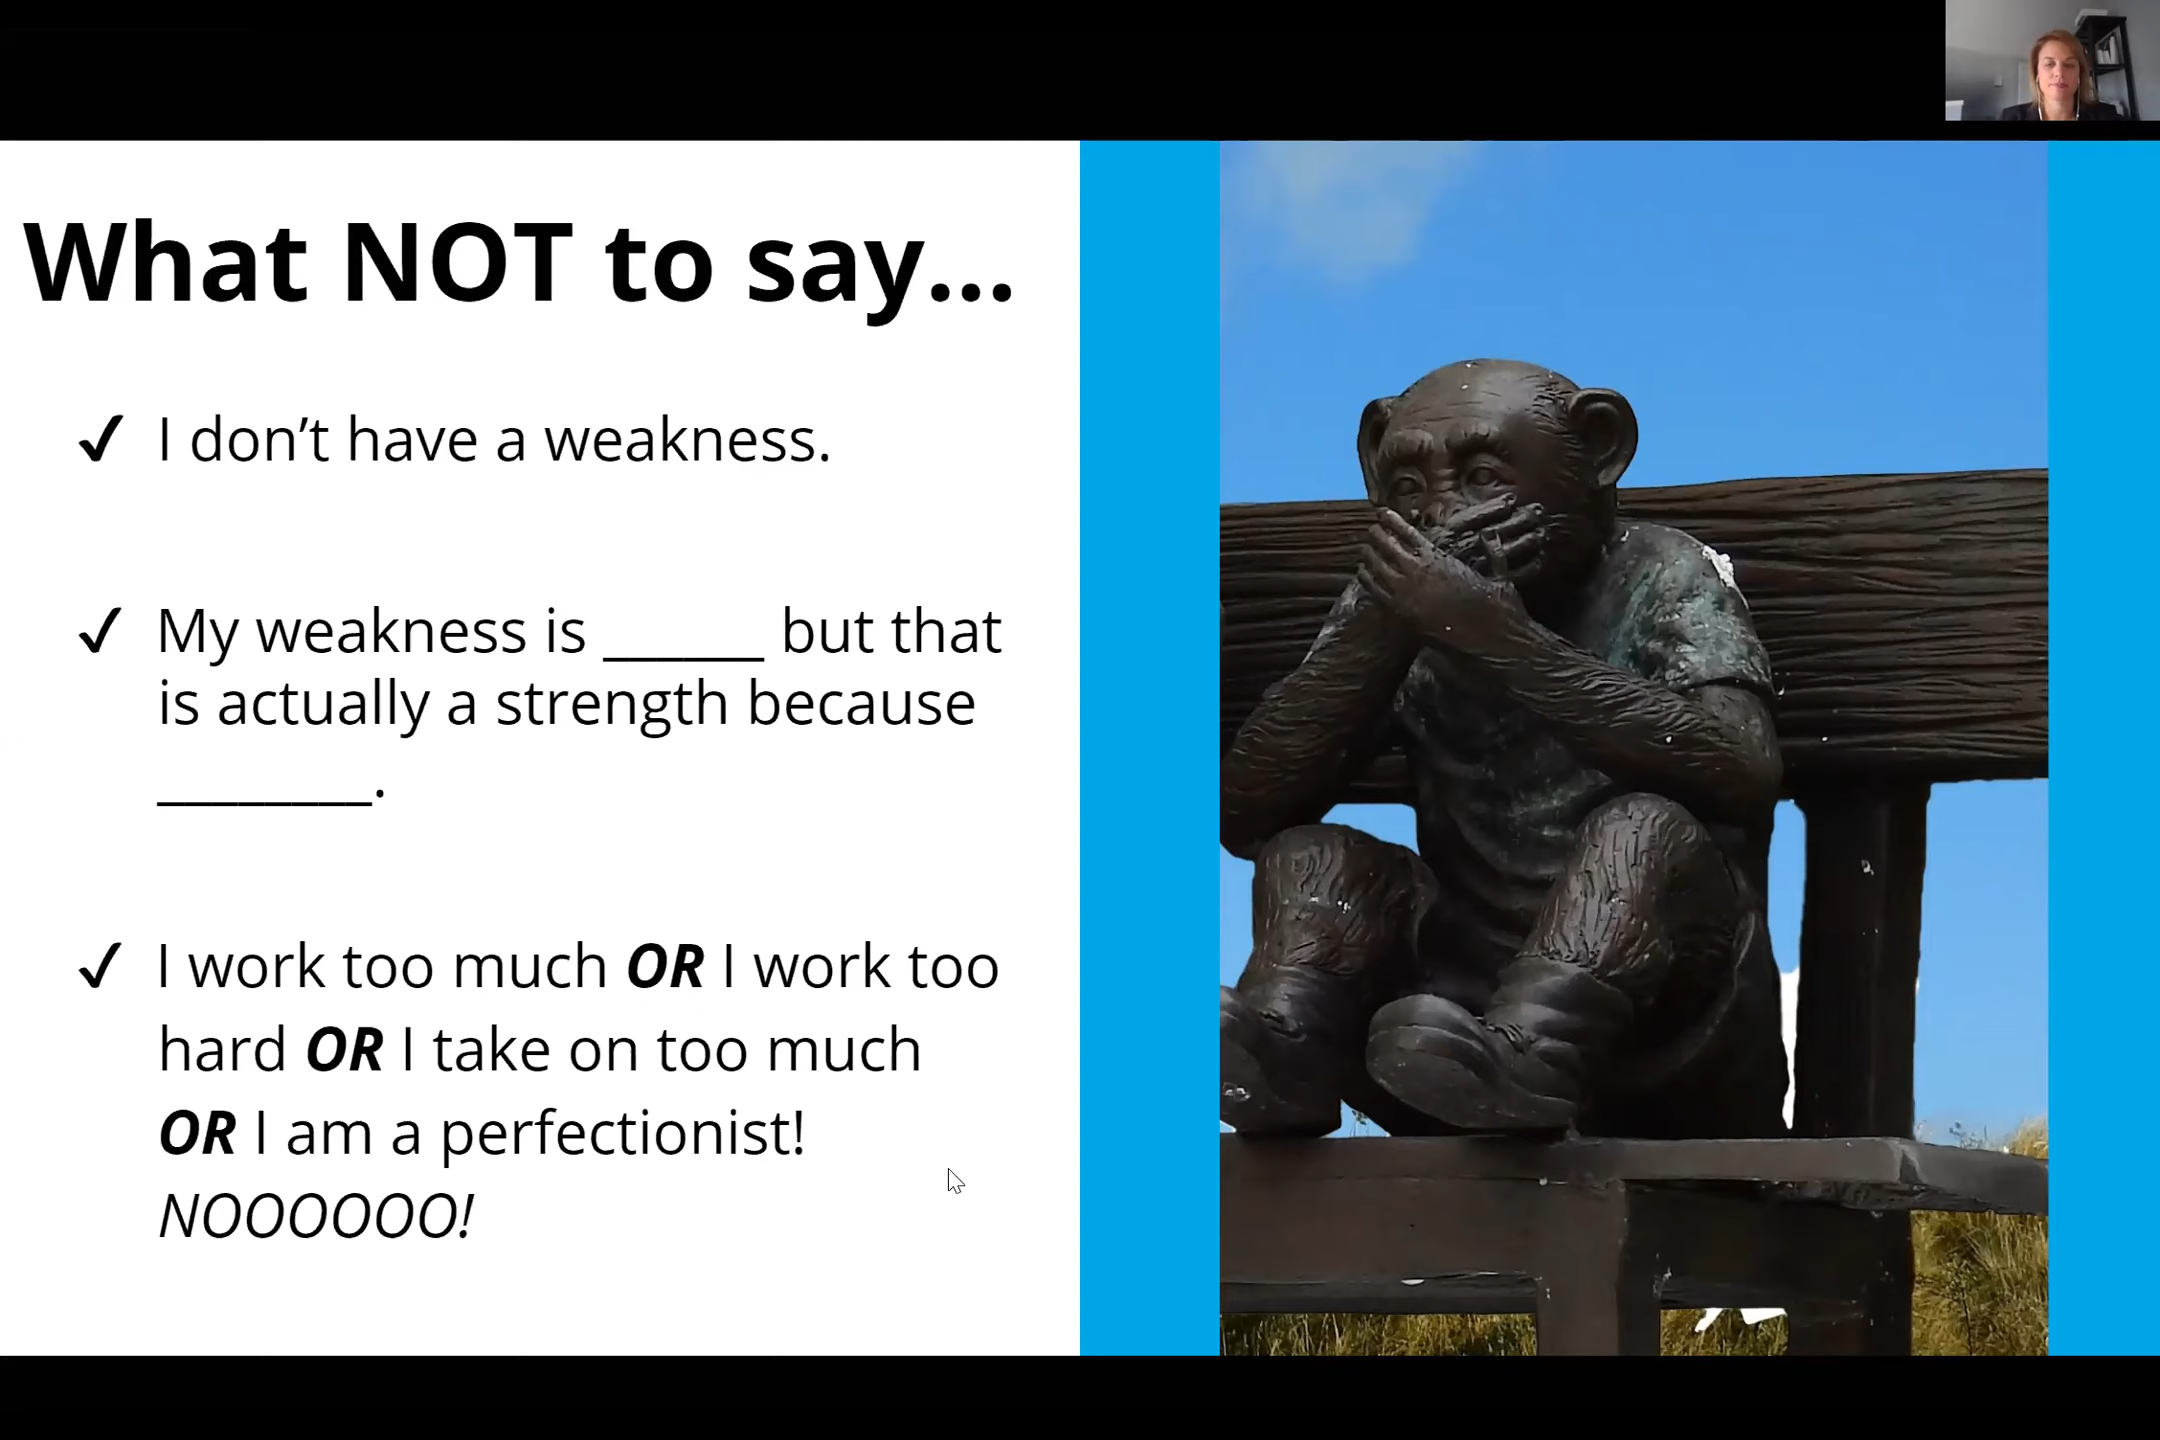 What NOT to say...
✓ I don’t have a weakness.
✓ My weakness is ______ but that
is actually a strength because
________.
✓ I work too much OR I work too
hard OR I take on too much
OR I am a perfectionist!
NOOOOOO!